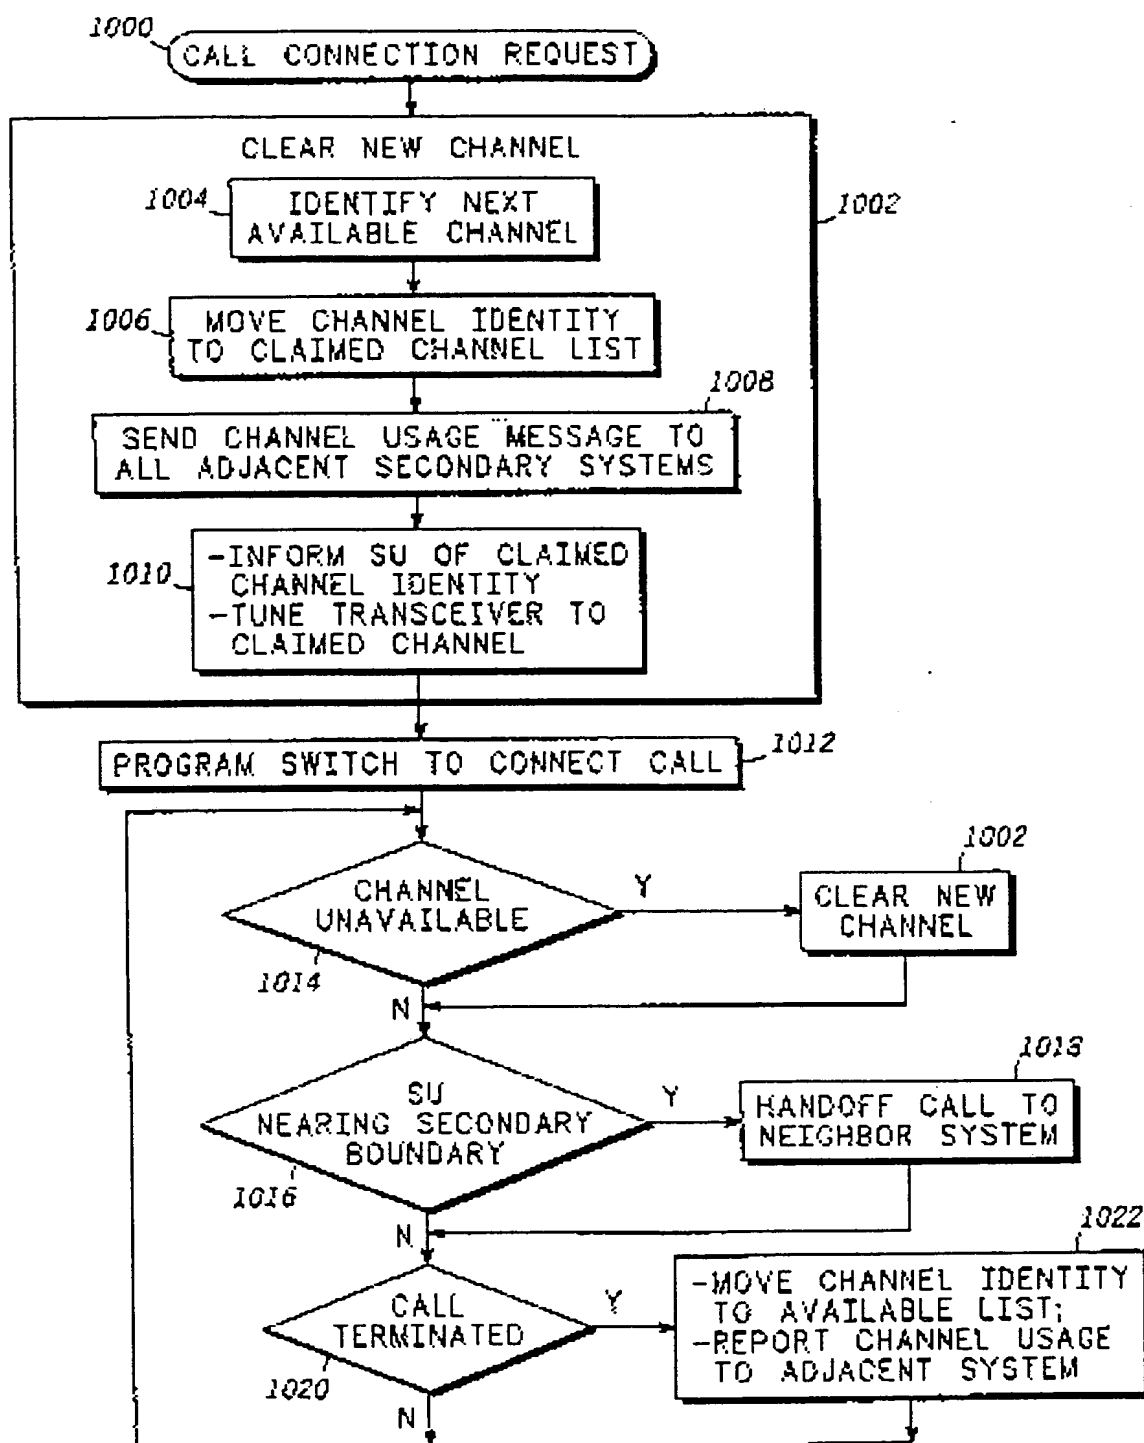 1000
CALL CONNECTION REQUEST
CLEAR NEW CHANNEL
1002
1004
IDENTIFY NEXT
AVAILABLE CHANNEL
1006
MOVE CHANNEL IDENTITY
TO CLAIMED CHANNEL LIST
1008
SEND CHANNEL USAGE MESSAGE TO
ALL ADJACENT SECONDARY SYSTEMS
1010
-INFORM SU OF CLAIMED
CHANNEL IDENTITY
-TUNE TRANSCEIVER TO
CLAIMED CHANNEL
1012
PROGRAM SWITCH TO CONNECT CALL
CHANNEL
UNAVAILABLE
1014
Y
1002
CLEAR NEW
CHANNEL
N
SU
NEARING SECONDARY
BOUNDARY
1016
Y
1018
HANDOFF CALL TO
NEIGHBOR SYSTEM
N
CALL
TERMINATED
1020
Y
1022
-MOVE CHANNEL IDENTITY
TO AVAILABLE LIST;
-REPORT CHANNEL USAGE
TO ADJACENT SYSTEM
N